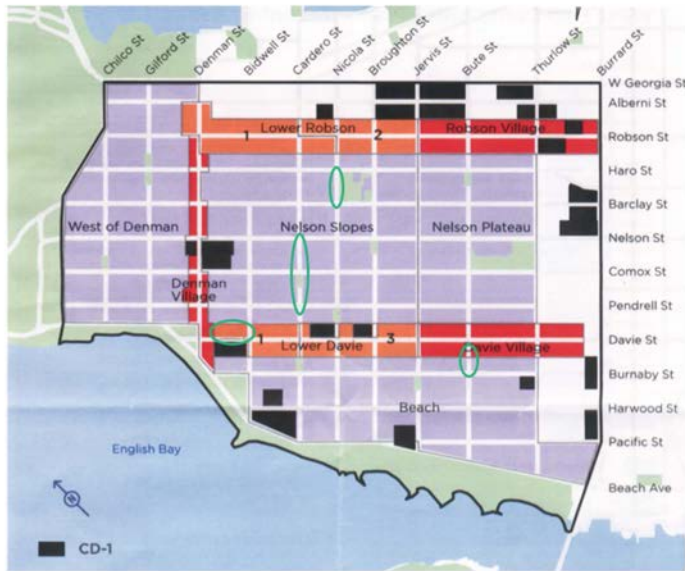 Chilco St
Gilford St
Denman St
Bidwell St
Cardero St
Nicola St
Broughton St
Jervis St
Bute St
Thurlow St
Burrard St
W Georgia St
Alberni St
Lower Robson
Robson Village
1
2
Robson St
Haro St
Barclay St
West of Denman
Nelson Slopes
Nelson Plateau
Nelson St
Comox St
Denman
Village
Pendrell St
1
3
Davie St
Lower Davie
Davie Village
Burnaby St
Beach
Harwood St
English Bay
Pacific St
Beach Ave
N
CD-1